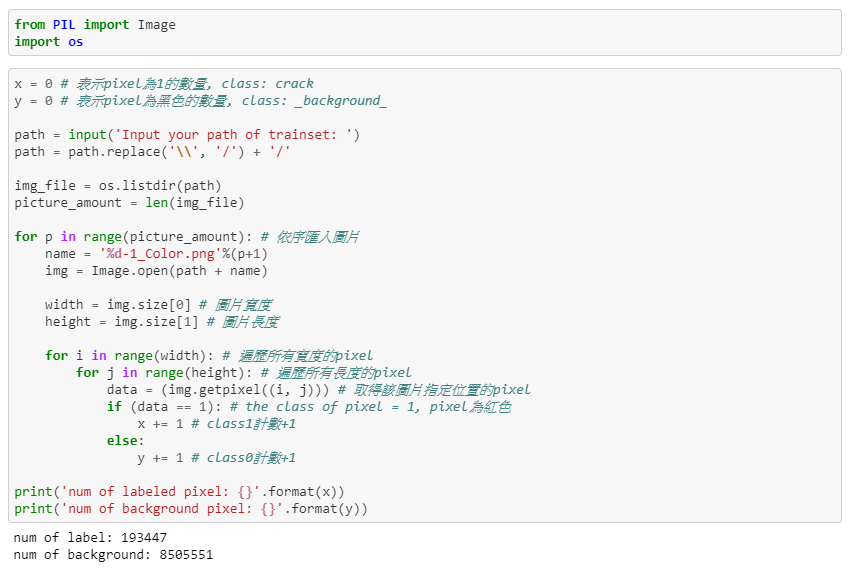 from PIL import Image
import os
x = 0 # 表示pixel為1的數量, class: crack
y = 0 # 表示pixel為黑色的數量, class: _background_
path = input('Input your path of trainset: ')
path = path.replace('\\', '/') + '/'
img_file = os.listdir(path)
picture_amount = len(img_file)
for p in range(picture_amount): # 依序匯入圖片
    name = '%d-1_Color.png'%(p+1)
    img = Image.open(path + name)
    width = img.size[0] # 圖片寬度
    height = img.size[1] # 圖片長度
    for i in range(width): # 遍歷所有寬度的pixel
        for j in range(height): # 遍歷所有長度的pixel
            data = (img.getpixel((i, j))) # 取得該圖片指定位置的pixel
            if (data == 1): # the class of pixel = 1, pixel為紅色
                x += 1 # class1計數+1
            else:
                y += 1 # class0計數+1
print('num of labeled pixel: {}'.format(x))
print('num of background pixel: {}'.format(y))
num of label: 193447
num of background: 8505551